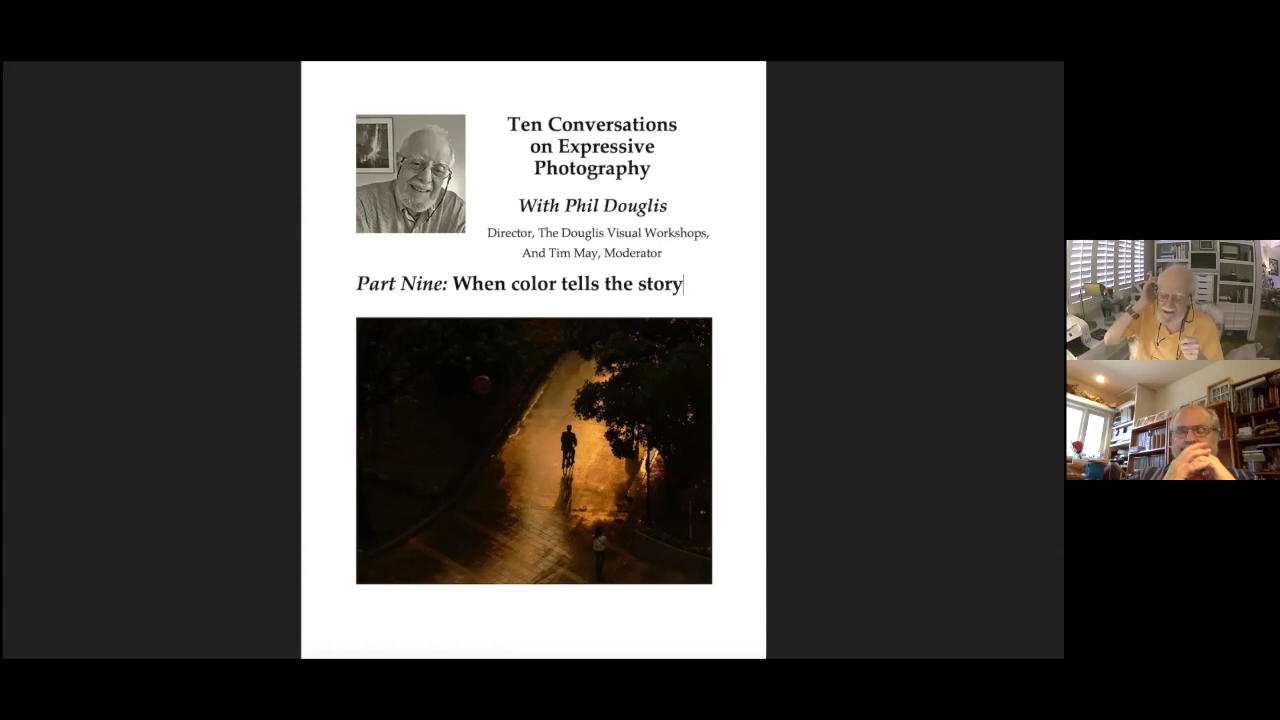 Ten Conversations
on Expressive
Photography
With Phil Douglis
Director, The Douglis Visual Workshops,
And Tim May, Moderator
Part Nine: When color tells the story